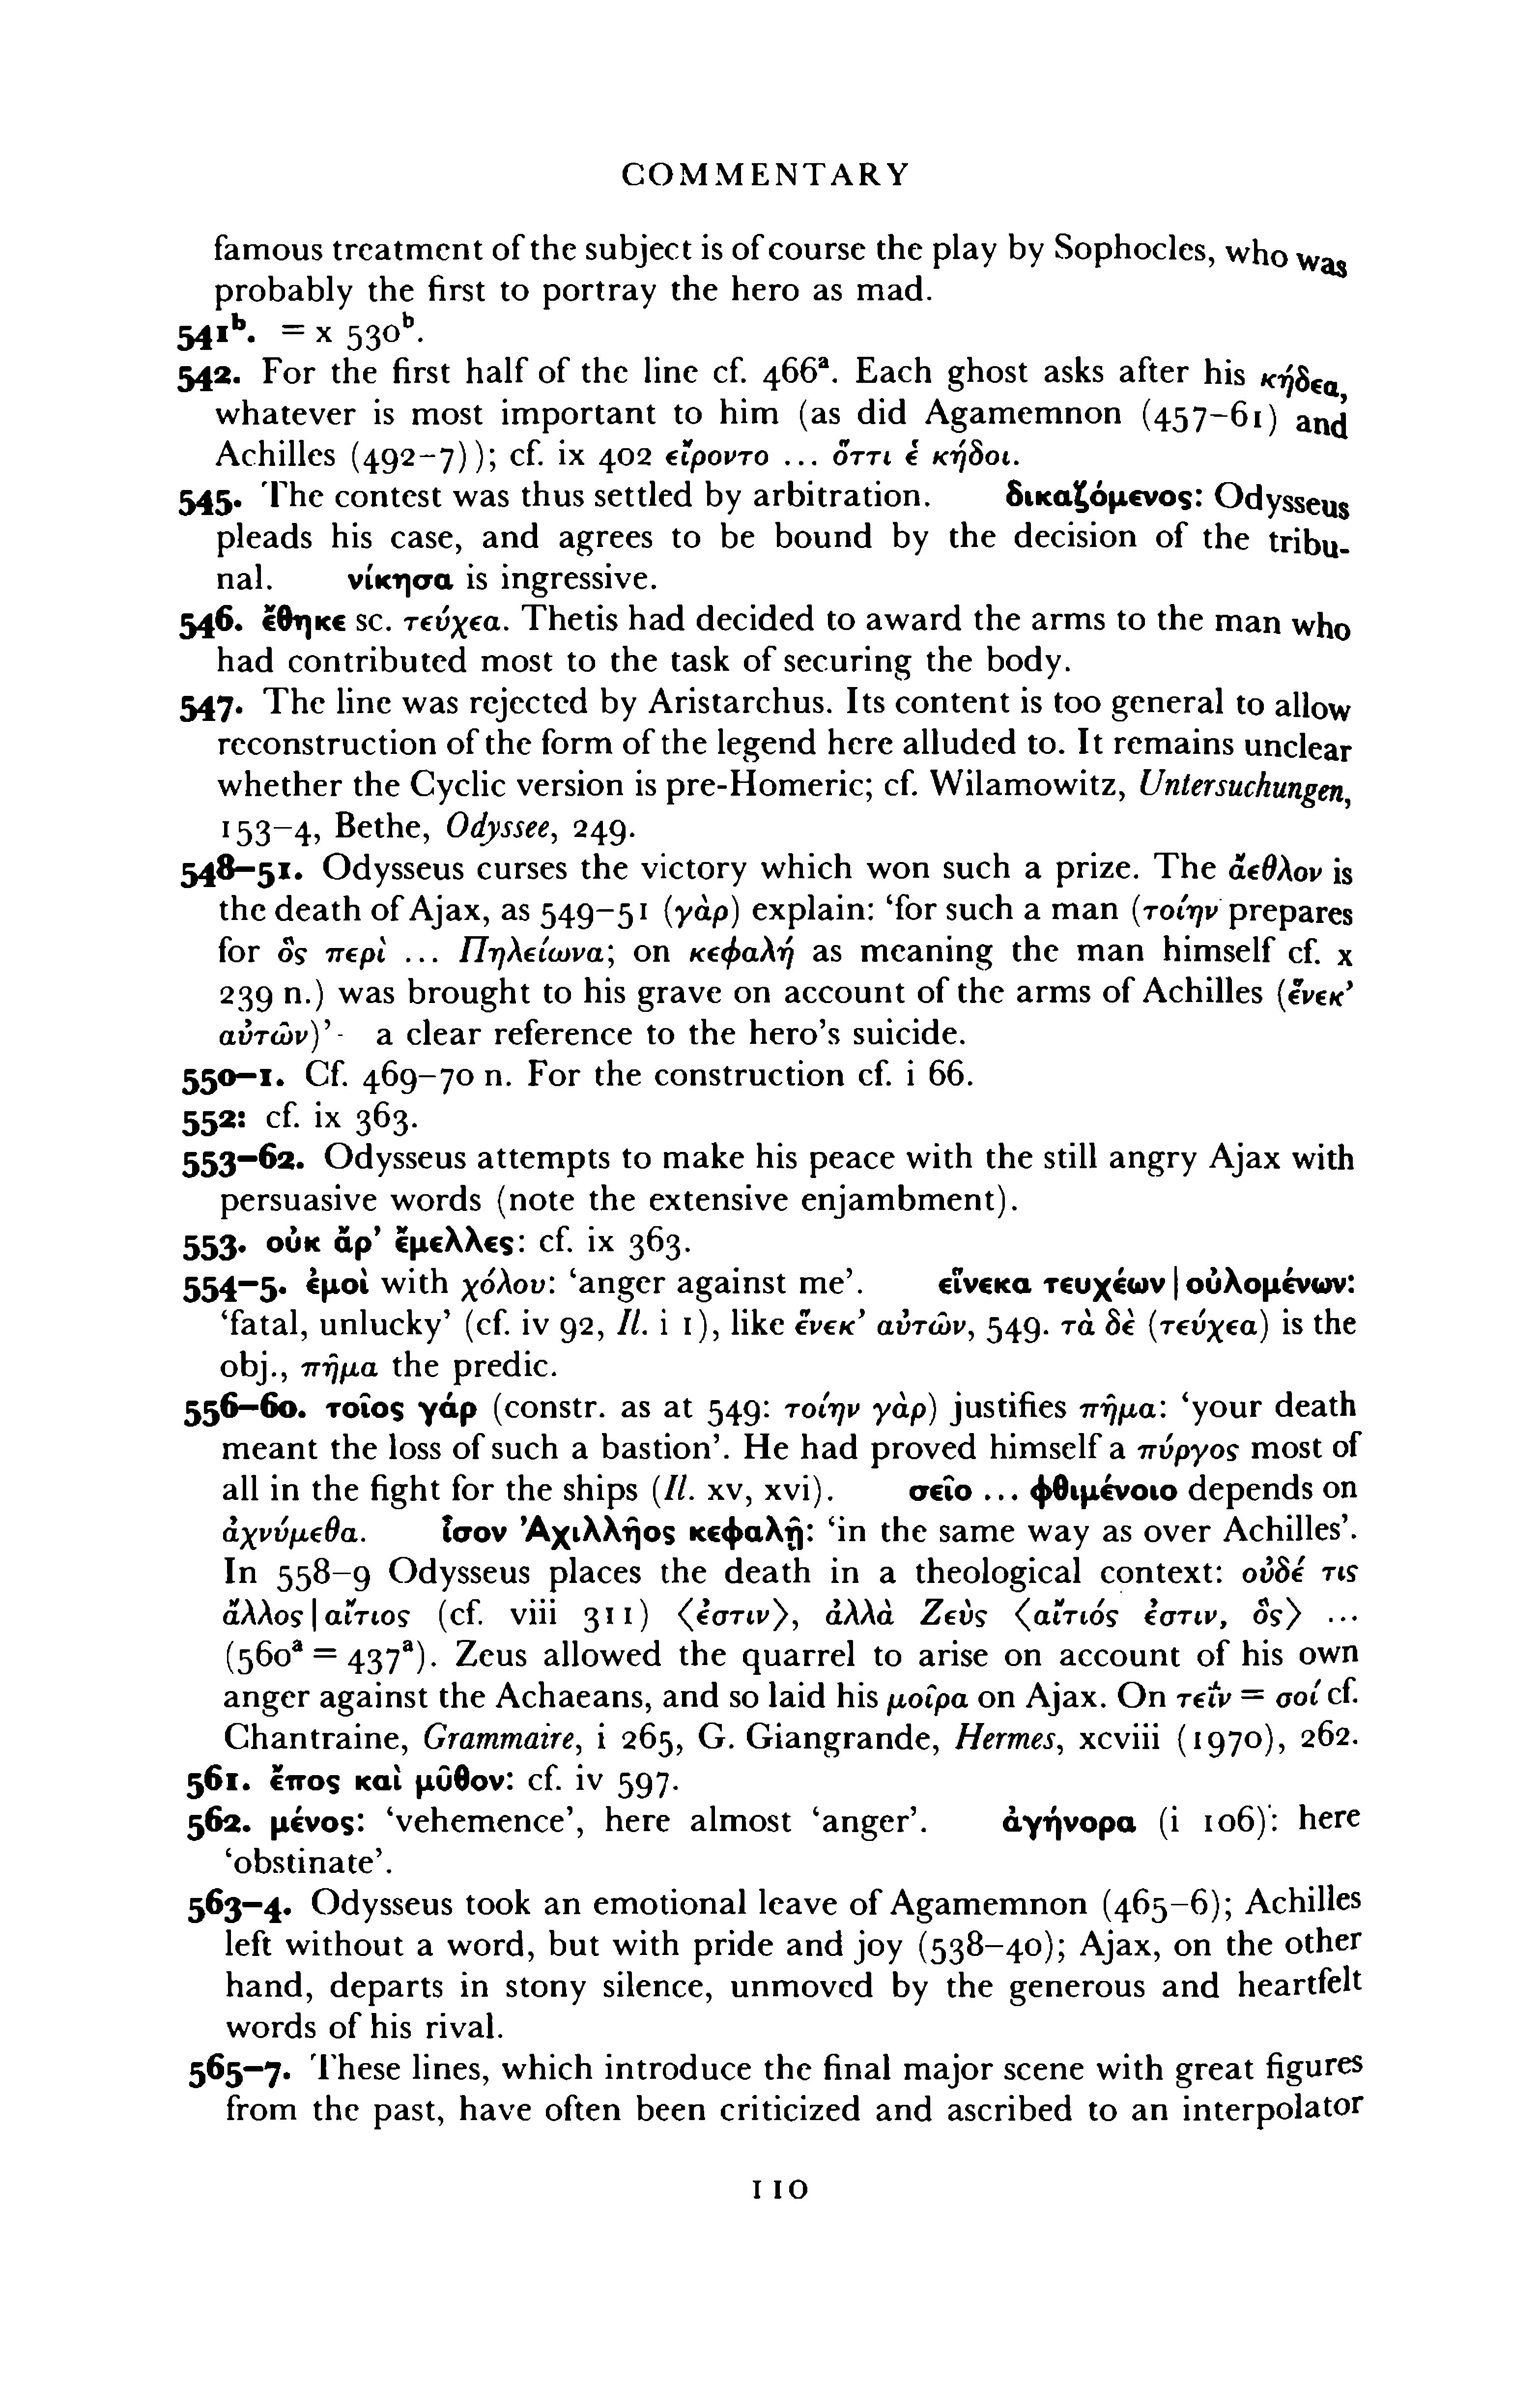 COMMENTARY
famous treatment of the subject is of course the play by Sophocles, who was
probably the first to portray the hero as mad.
541ᵇ. = x 530ᵇ.
542. For the first half of the line cf. 466ᵃ. Each ghost asks after his κήδεα,
whatever is most important to him (as did Agamemnon (457–61) and
Achilles (492–7)); cf. ix 402 εἴροντο ... ὅττι ἑ κήδοι.
545. The contest was thus settled by arbitration. δικαζόμενος: Odysseus
pleads his case, and agrees to be bound by the decision of the tribu-
nal. νίκησα is ingressive.
546. ἔθηκε sc. τεύχεα. Thetis had decided to award the arms to the man who
had contributed most to the task of securing the body.
547. The line was rejected by Aristarchus. Its content is too general to allow
reconstruction of the form of the legend here alluded to. It remains unclear
whether the Cyclic version is pre-Homeric; cf. Wilamowitz, Untersuchungen,
153–4, Bethe, Odyssee, 249.
548–51. Odysseus curses the victory which won such a prize. The ἄεθλον is
the death of Ajax, as 549–51 (γὰρ) explain: ‘for such a man (τοίην prepares
for ὃς περὶ ... Πηλείωνα; on κεφαλή as meaning the man himself cf. x
239 n.) was brought to his grave on account of the arms of Achilles (ἕνεκ’
αὐτῶν)’- a clear reference to the hero’s suicide.
550–1. Cf. 469–70 n. For the construction cf. i 66.
552: cf. ix 363.
553–62. Odysseus attempts to make his peace with the still angry Ajax with
persuasive words (note the extensive enjambment).
553. οὐκ ἄρ’ ἔμελλες: cf. ix 363.
554–5. ἐμοὶ with χόλου: ‘anger against me’. εἵνεκα τευχέων | οὐλομένων:
‘fatal, unlucky’ (cf. iv 92, Il. i 1), like ἕνεκ’ αὐτῶν, 549. τὰ δὲ (τεύχεα) is the
obj., πῆμα the predic.
556–60. τοῖος γάρ (constr. as at 549: τοίην γὰρ) justifies πῆμα: ‘your death
meant the loss of such a bastion’. He had proved himself a πύργος most of
all in the fight for the ships (Il. xv, xvi). σεῖο ... φθιμένοιο depends on
ἀχνύμεθα. ἶσον Ἀχιλλῆος κεφαλῇ: ‘in the same way as over Achilles’.
In 558–9 Odysseus places the death in a theological context: οὐδέ τις
ἄλλος | αἴτιος (cf. viii 311) ⟨ἐστιν⟩, ἀλλὰ Ζεὺς ⟨αἴτιός ἐστιν, ὃς⟩ ...
(560ᵃ = 437ᵃ). Zeus allowed the quarrel to arise on account of his own
anger against the Achaeans, and so laid his μοῖρα on Ajax. On τεΐν = σοί cf.
Chantraine, Grammaire, i 265, G. Giangrande, Hermes, xcviii (1970), 262.
561. ἔπος καὶ μῦθον: cf. iv 597.
562. μένος: ‘vehemence’, here almost ‘anger’. ἀγήνορα (i 106): here
‘obstinate’.
563–4. Odysseus took an emotional leave of Agamemnon (465–6); Achilles
left without a word, but with pride and joy (538–40); Ajax, on the other
hand, departs in stony silence, unmoved by the generous and heartfelt
words of his rival.
565–7. These lines, which introduce the final major scene with great figures
from the past, have often been criticized and ascribed to an interpolator
110